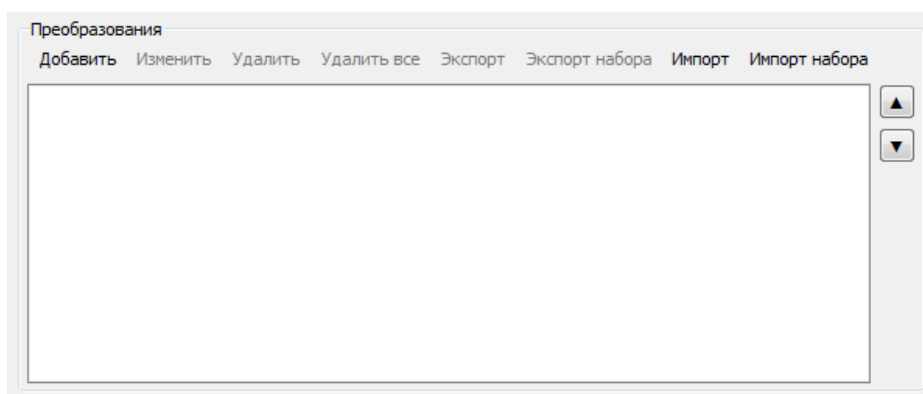 Преобразования
Добавить Изменить Удалить Удалить все Экспорт Экспорт набора Импорт Импорт набора